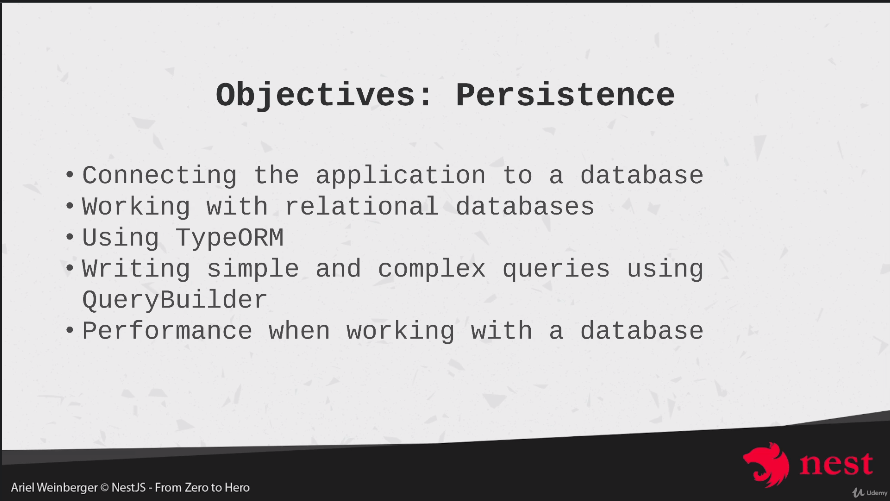 Objectives: Persistence
• Connecting the application to a database
• Working with relational databases
• Using TypeORM
• Writing simple and complex queries using
QueryBuilder
• Performance when working with a database
nest
Ariel Weinberger © NestJS - From Zero to Hero
Udemy